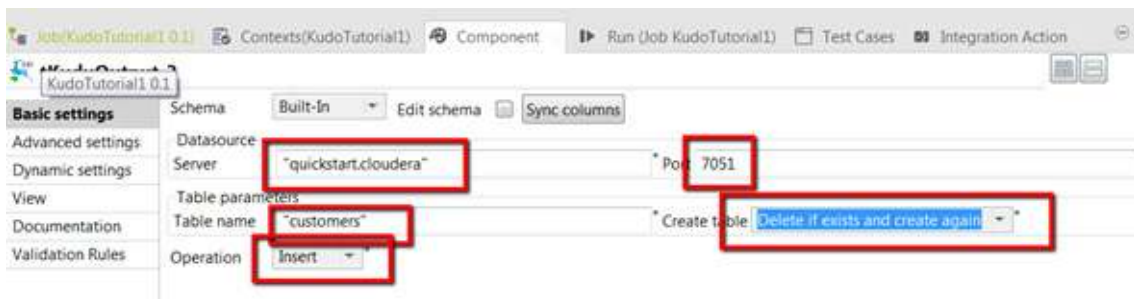 Job(KudoTutorial1 0.1) Contexts(KudoTutorial1) Component Run (Job KudoTutorial1) Test Cases Integration Action
KudoTutorial1 0.1
Basic settings Schema Built-In Edit schema Sync columns
Advanced settings Datasource
Dynamic settings Server "quickstart.cloudera" * Port 7051
View Table parameters
Documentation Table name "customers" * Create table Delete if exists and create again *
Validation Rules Operation Insert *